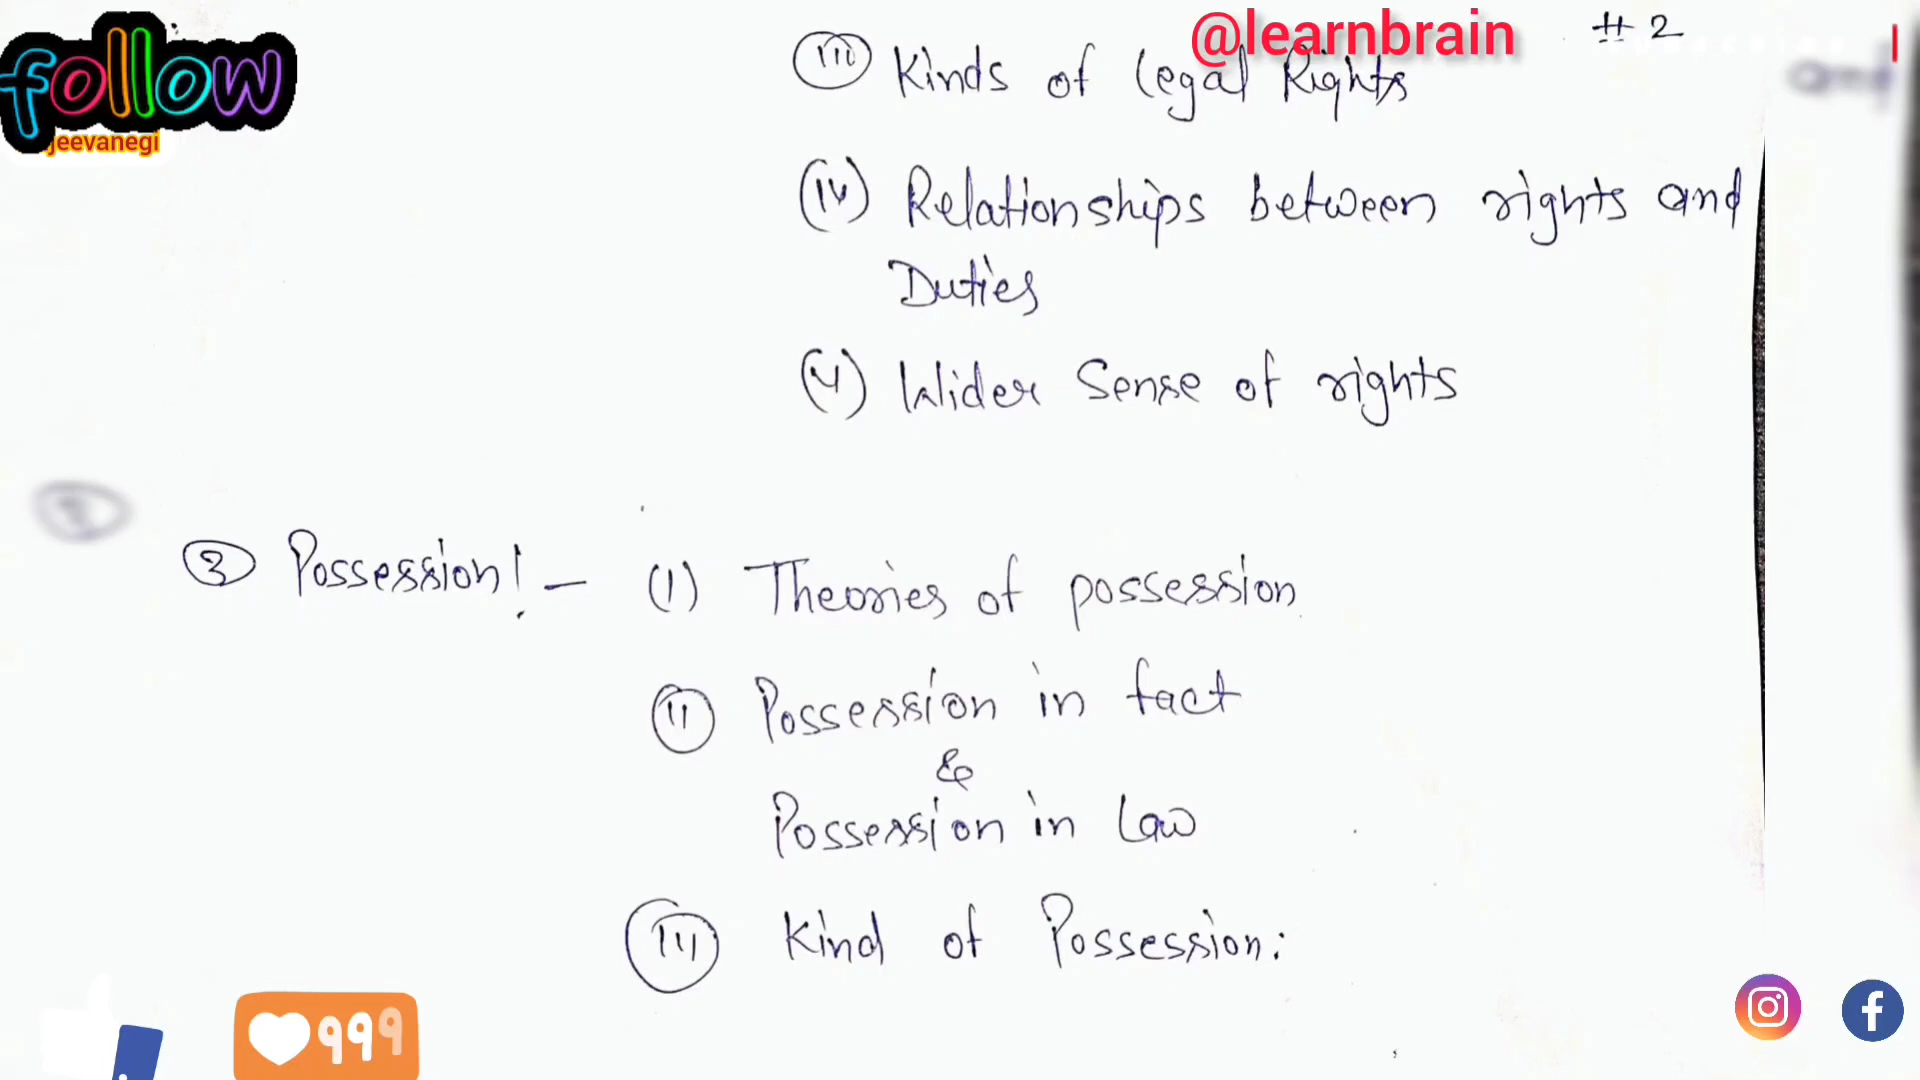 follow
jeevanegi
@learnbrain
# 2
(iii) Kinds of legal Rights
(iv) Relationships between rights and
Duties
(v) Wider Sense of rights
(3) Possession! - (1) Theories of possession
(ii) Possession in fact
&
Possession in Law
(iii) Kind of Possession:
999